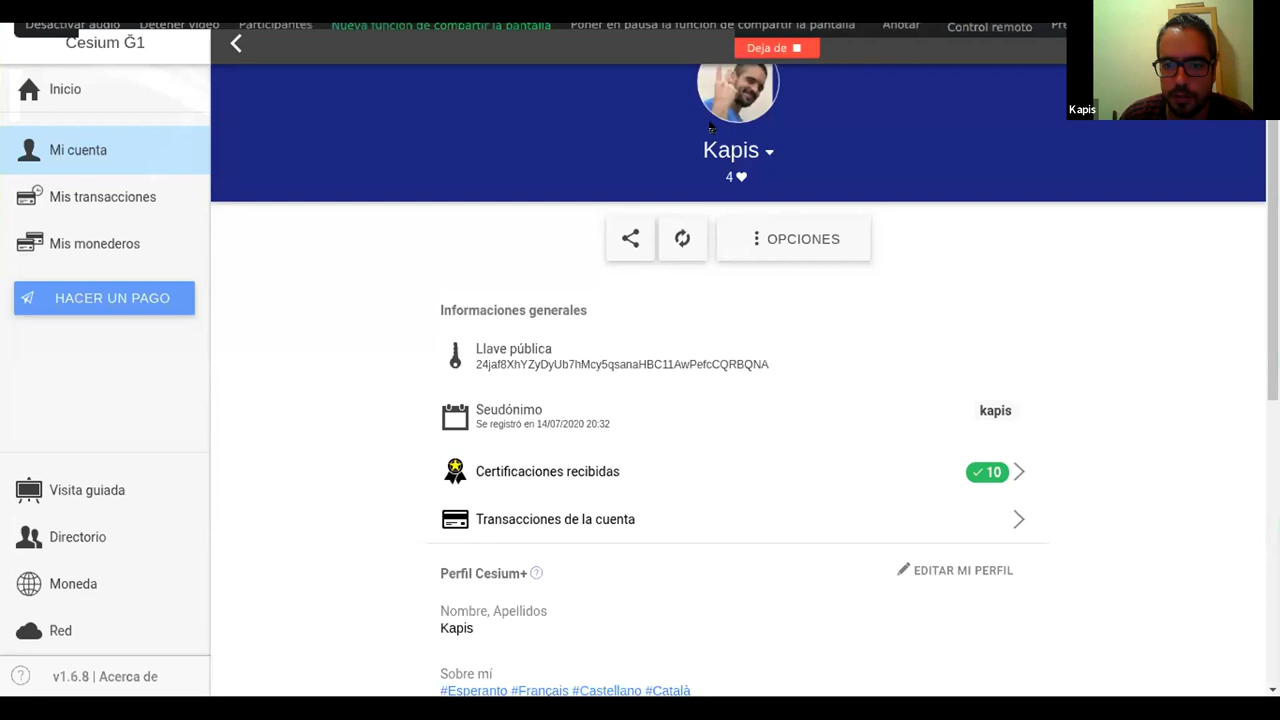 Desactivar audio Detener video Participantes Nueva función de compartir la pantalla Poner en pausa la función de compartir la pantalla Anotar Control remoto
Cesium Ğ1
Deja de
Kapis
Inicio
Mi cuenta
Mis transacciones
Mis monederos
HACER UN PAGO
Visita guiada
Directorio
Moneda
Red
v1.6.8 | Acerca de
Kapis
4
OPCIONES
Informaciones generales
Llave pública
24jaf8XhYZyDyUb7hMcy5qsanaHBC11AwPefcCQRBQNA
Seudónimo
kapis
Se registró en 14/07/2020 20:32
Certificaciones recibidas
10
Transacciones de la cuenta
Perfil Cesium+
EDITAR MI PERFIL
Nombre, Apellidos
Kapis
Sobre mí
#Esperanto #Français #Castellano #Català